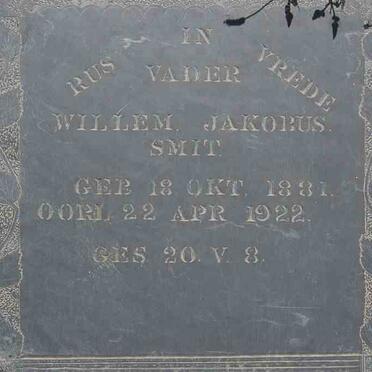 RUS IN VREDE
VADER
WILLEM. JAKOBUS.
SMIT.
GEB 18 OKT. 1881.
OORL. 22 APR 1922.
GES 20. V. 8.